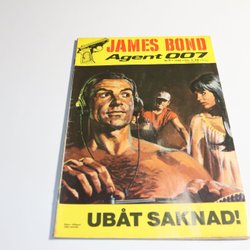 JAMES BOND
Agent 007
UBÅT SAKNAD!